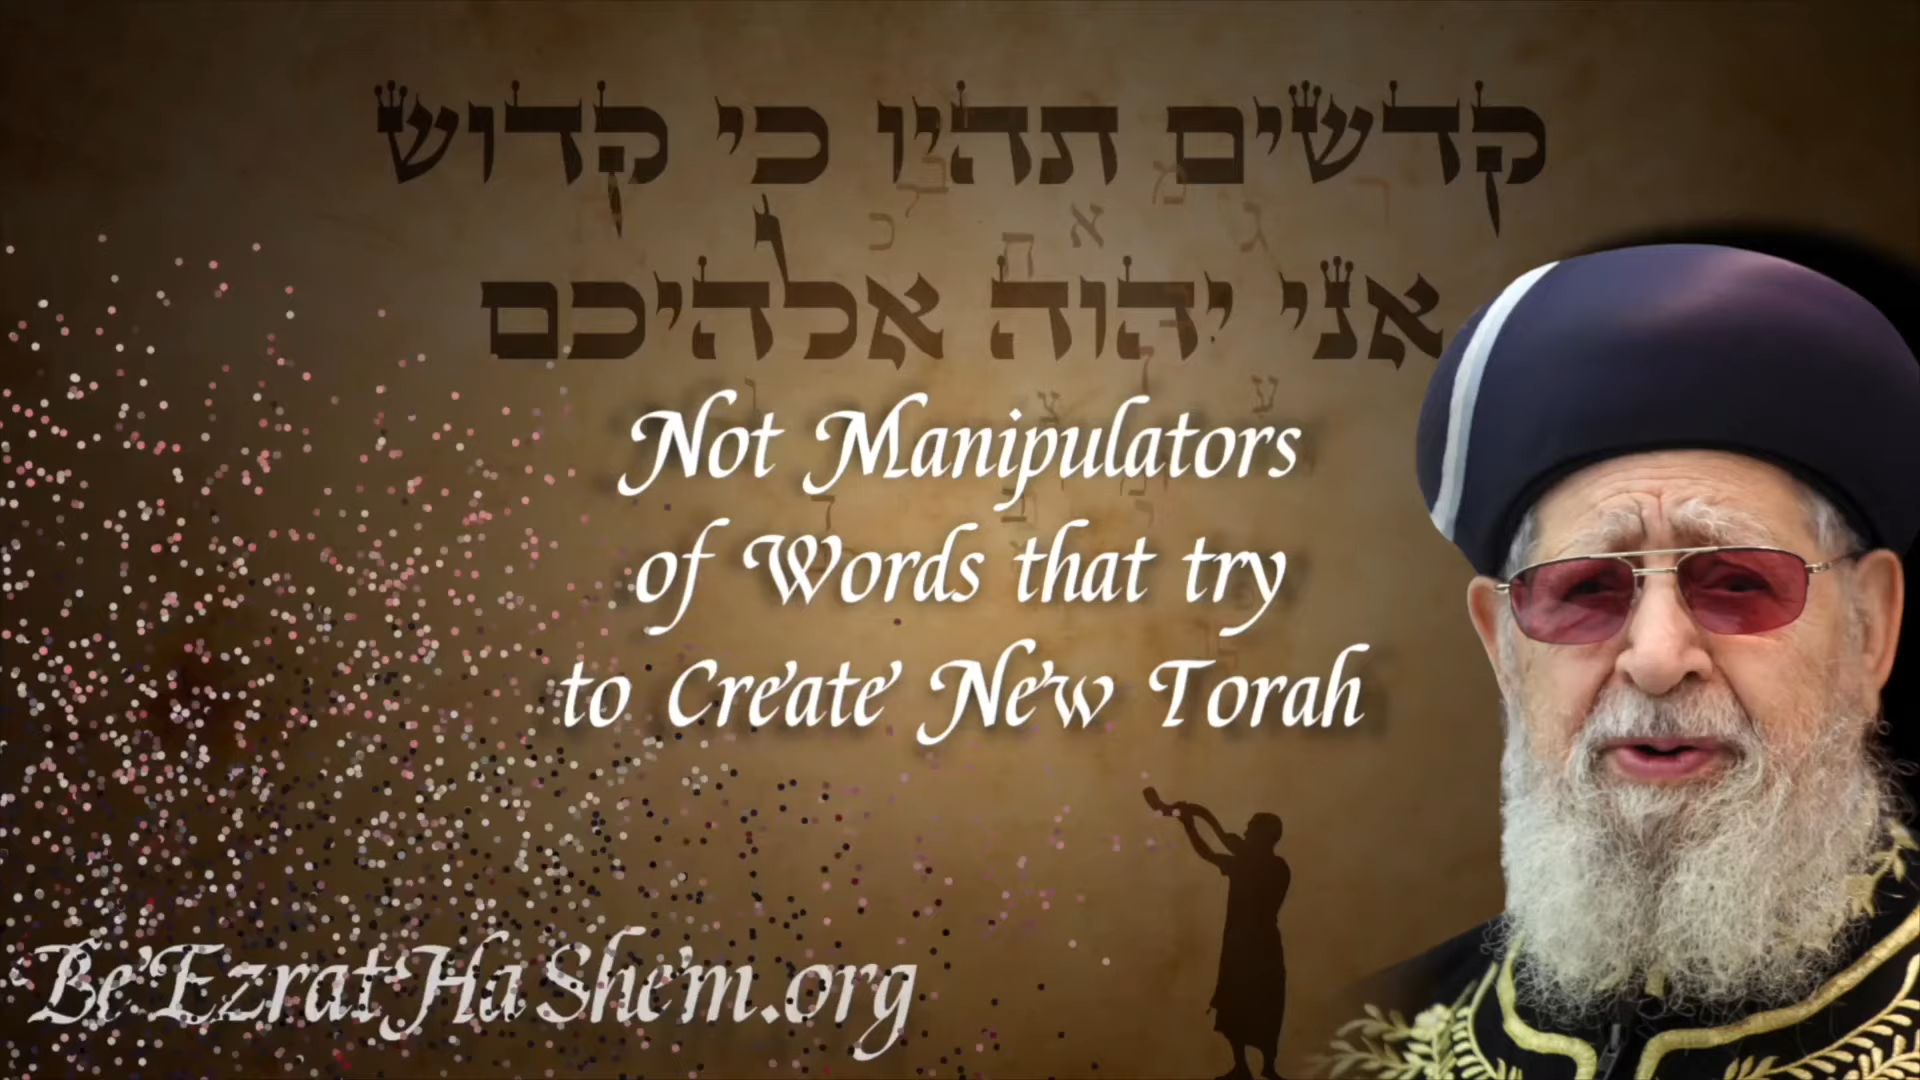 קדשים תהיו כי קדוש
אני יהוה אלהיכם
Not Manipulators
of Words that try
to Create New Torah
Be'EzratHaShem.org